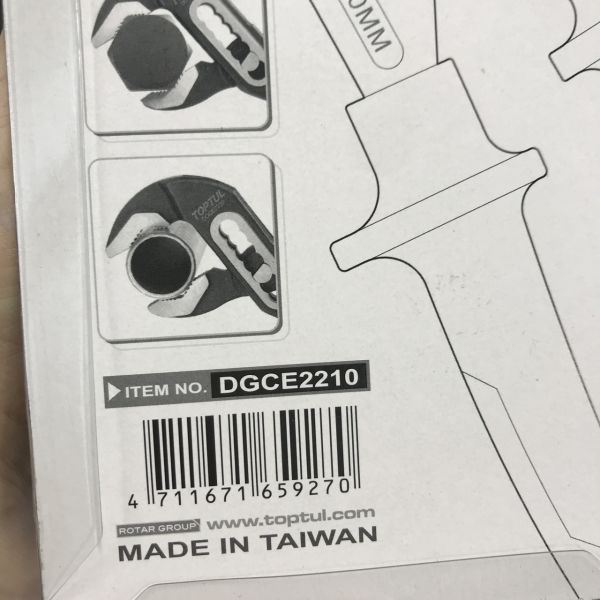 0MM
TOPTUL
ITEM NO. DGCE2210
4 711671 659270
ROTAR GROUP www.toptul.com
MADE IN TAIWAN